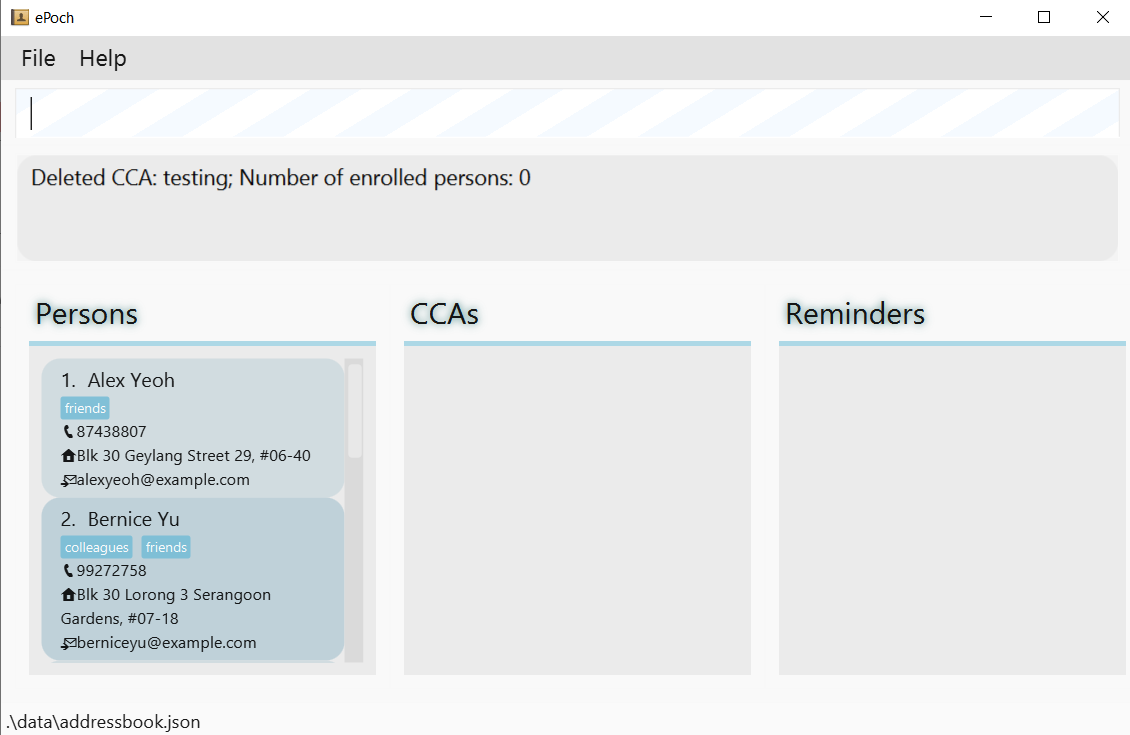 ePoch
File Help
Deleted CCA: testing; Number of enrolled persons: 0
Persons
1. Alex Yeoh
friends
87438807
Blk 30 Geylang Street 29, #06-40
alexyeoh@example.com
2. Bernice Yu
colleagues friends
99272758
Blk 30 Lorong 3 Serangoon
Gardens, #07-18
berniceyu@example.com
CCAs
Reminders
.\data\addressbook.json